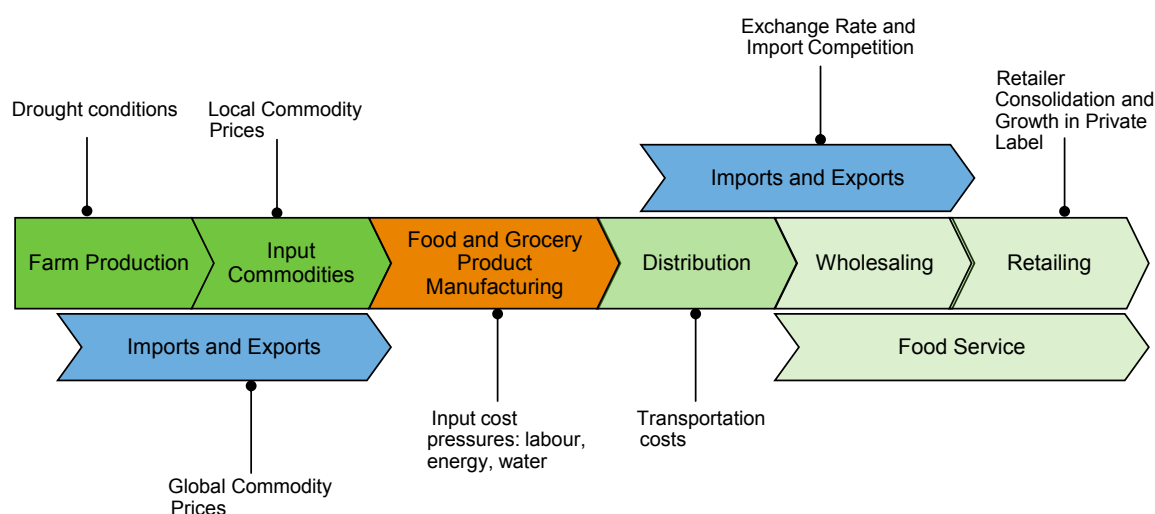 Exchange Rate and
Import Competition
Retailer
Consolidation and
Growth in Private
Label
Drought conditions
Local Commodity
Prices
Imports and Exports
Farm Production
Input
Commodities
Food and Grocery
Product
Manufacturing
Distribution
Wholesaling
Retailing
Imports and Exports
Food Service
Input cost
pressures: labour,
energy, water
Transportation
costs
Global Commodity
Prices